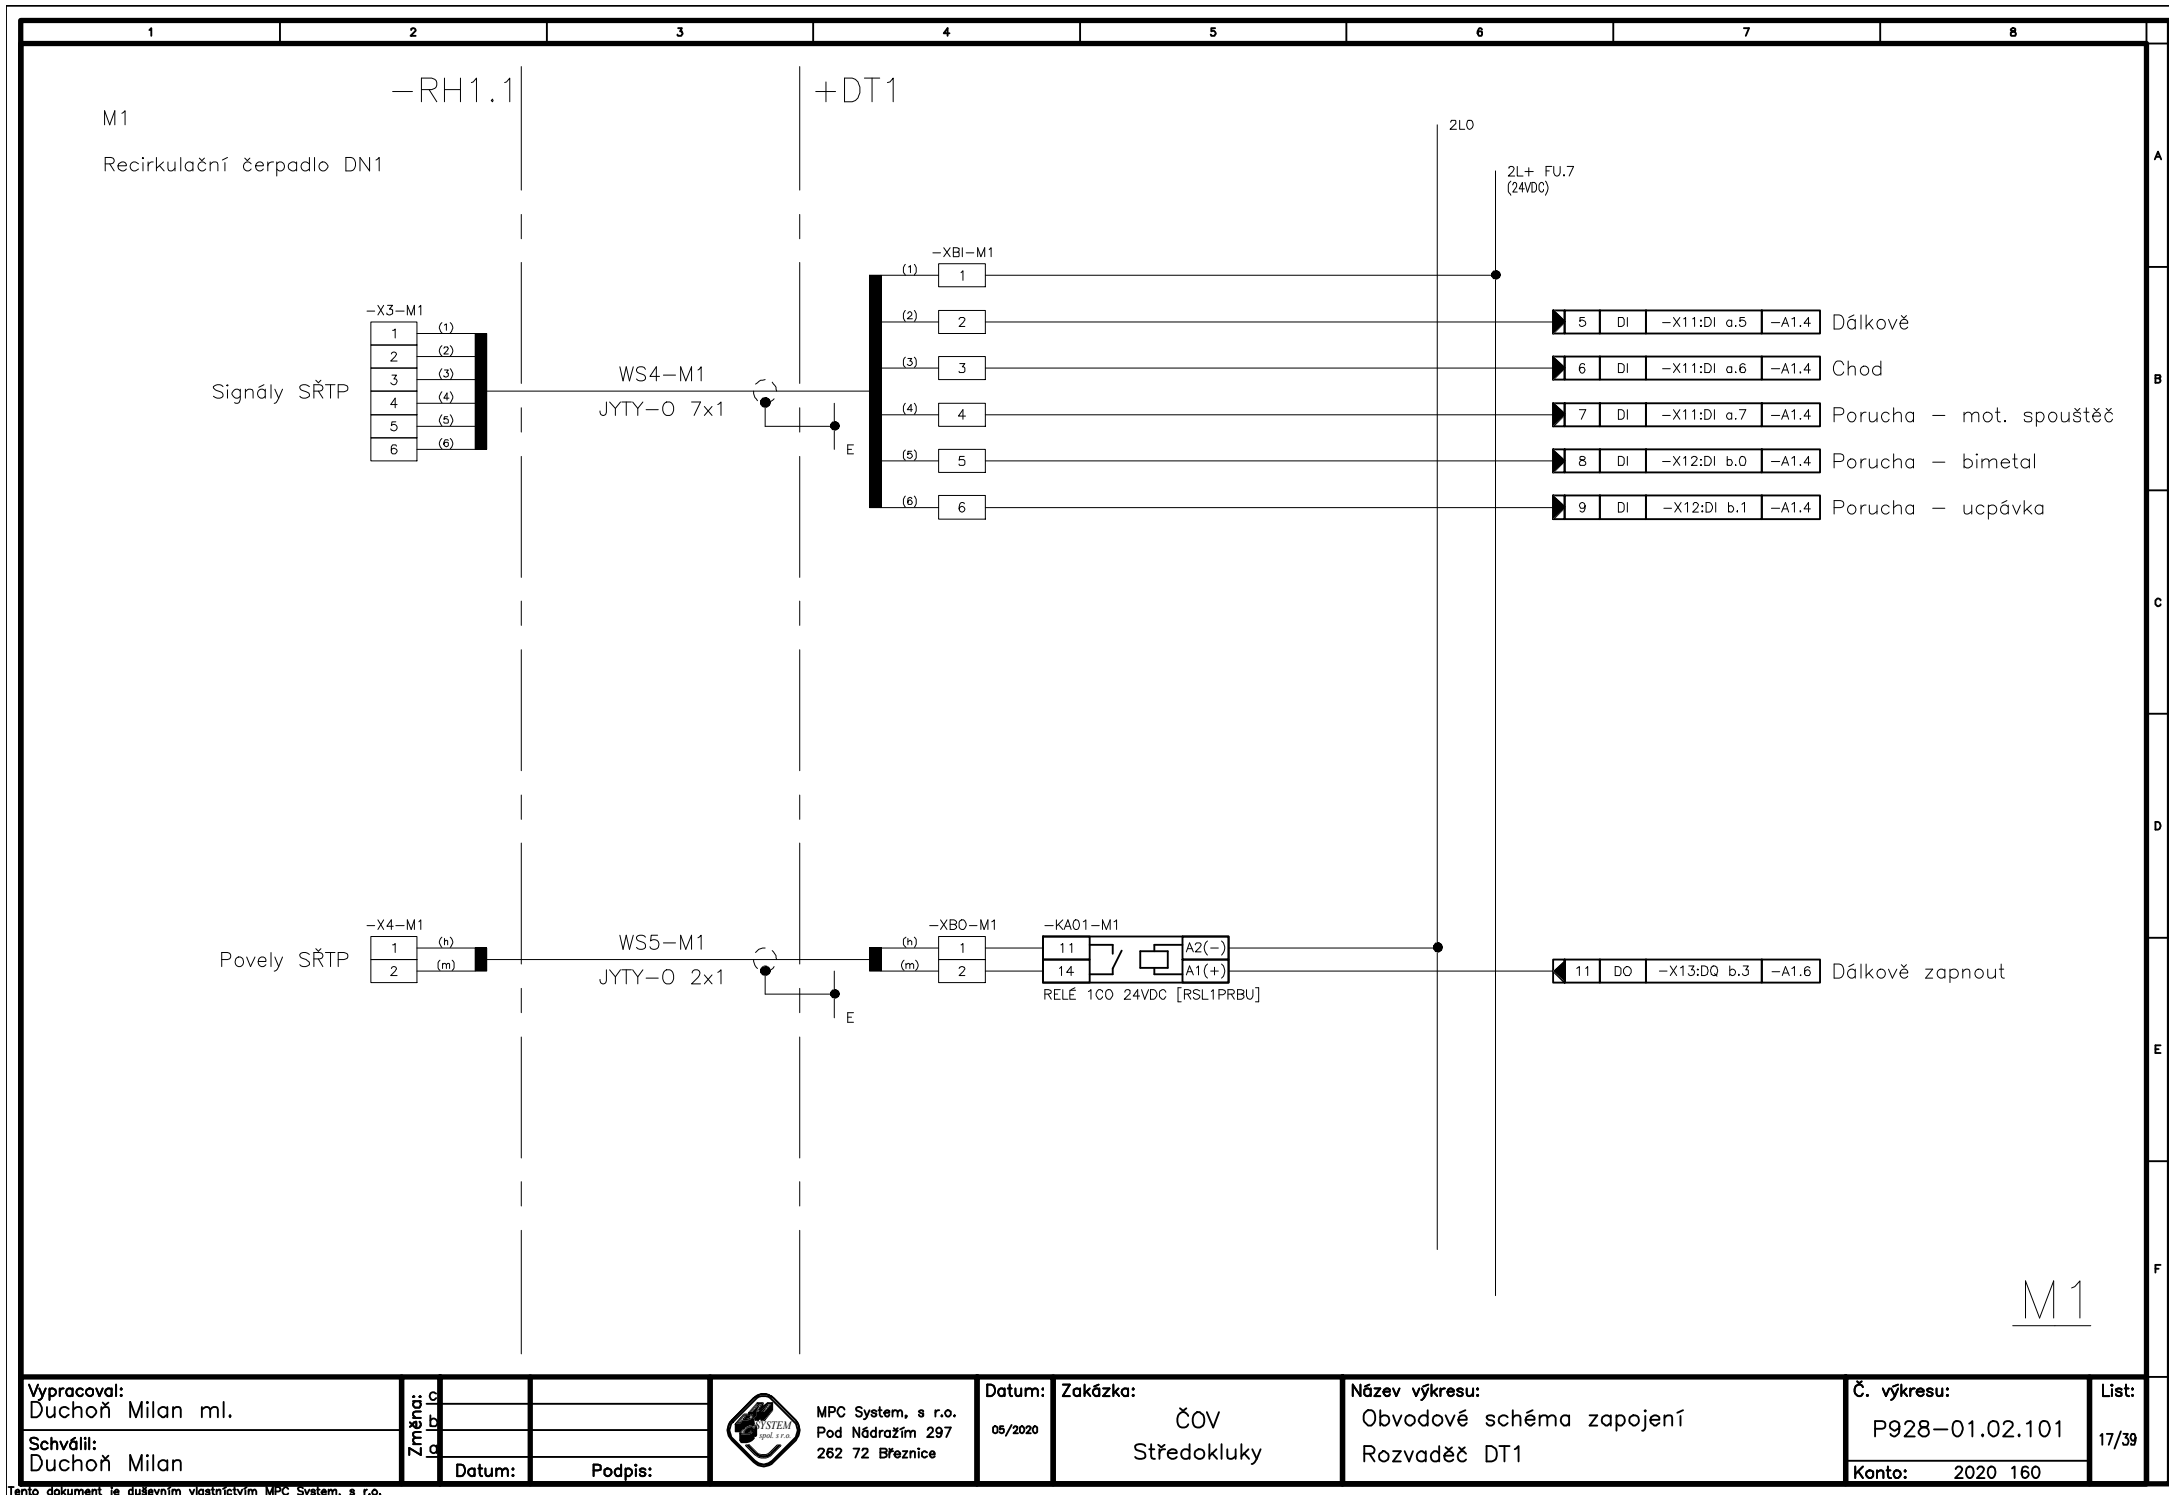 1 2 3 4 5 6 7 8
-RH1.1
+DT1
M1
Recirkulační čerpadlo DN1
2L0
2L+ FU.7
(24VDC)
A
B
C
D
E
F
-X3-M1
1 (1)
2 (2)
3 (3)
4 (4)
5 (5)
6 (6)
Signály SŘTP
WS4-M1
JYTY-O 7x1
E
-XBI-M1
(1) 1
(2) 2
(3) 3
(4) 4
(5) 5
(6) 6
5 DI -X11:DI a.5 -A1.4 Dálkově
6 DI -X11:DI a.6 -A1.4 Chod
7 DI -X11:DI a.7 -A1.4 Porucha - mot. spouštěč
8 DI -X12:DI b.0 -A1.4 Porucha - bimetal
9 DI -X12:DI b.1 -A1.4 Porucha - ucpávka
-X4-M1
1 (h)
2 (m)
Povely SŘTP
WS5-M1
JYTY-O 2x1
E
-XBO-M1
(h) 1
(m) 2
-KA01-M1
11 A2(-)
14 A1(+)
RELÉ 1CO 24VDC [RSL1PRBU]
11 DO -X13:DQ b.3 -A1.6 Dálkově zapnout
M1
Vypracoval:
Duchoň Milan ml.
Schválil:
Duchoň Milan
Změna:
c
b
a
Datum: Podpis:
SYSTEM
spol. s r.o.
MPC System, s r.o.
Pod Nádražím 297
262 72 Březnice
Datum:
05/2020
Zakázka:
ČOV
Středokluky
Název výkresu:
Obvodové schéma zapojení
Rozvaděč DT1
Č. výkresu:
P928-01.02.101
Konto: 2020 160
List:
17/39
Tento dokument je duševním vlastnictvím MPC System, s r.o.